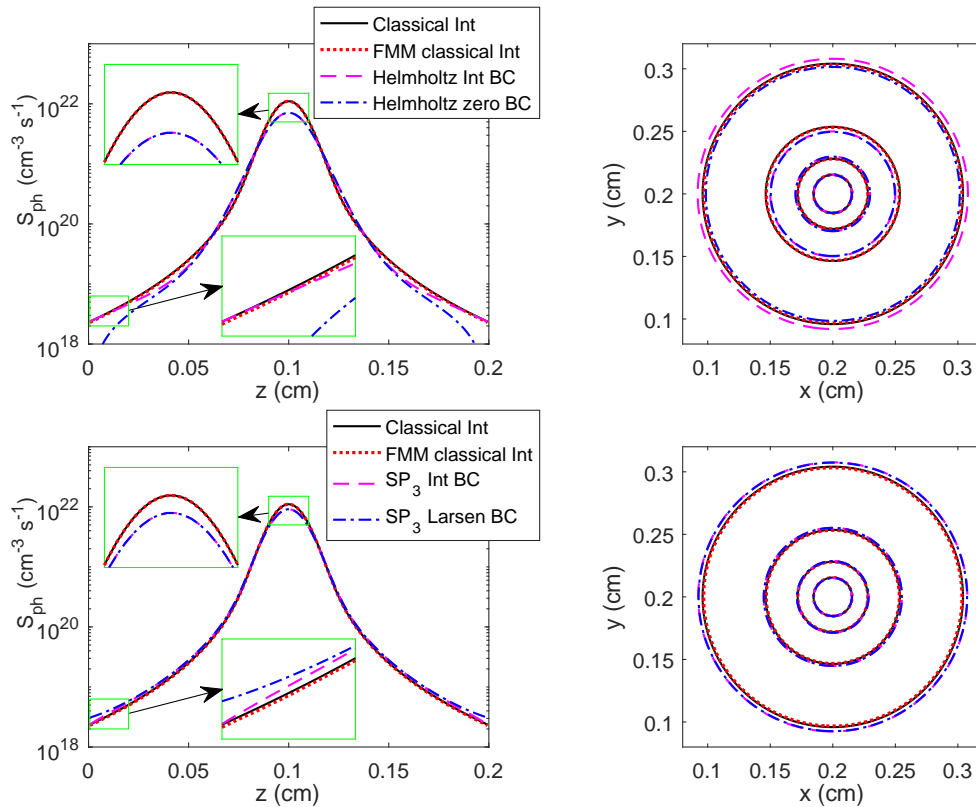 Classical Int
FMM classical Int
Helmholtz Int BC
Helmholtz zero BC
10^22
10^20
10^18
S_ph (cm^-3 s^-1)
0 0.05 0.1 0.15 0.2
z (cm)
0.3
0.25
0.2
0.15
0.1
y (cm)
0.1 0.15 0.2 0.25 0.3
x (cm)
Classical Int
FMM classical Int
SP_3 Int BC
SP_3 Larsen BC
10^22
10^20
10^18
S_ph (cm^-3 s^-1)
0 0.05 0.1 0.15 0.2
z (cm)
0.3
0.25
0.2
0.15
0.1
y (cm)
0.1 0.15 0.2 0.25 0.3
x (cm)